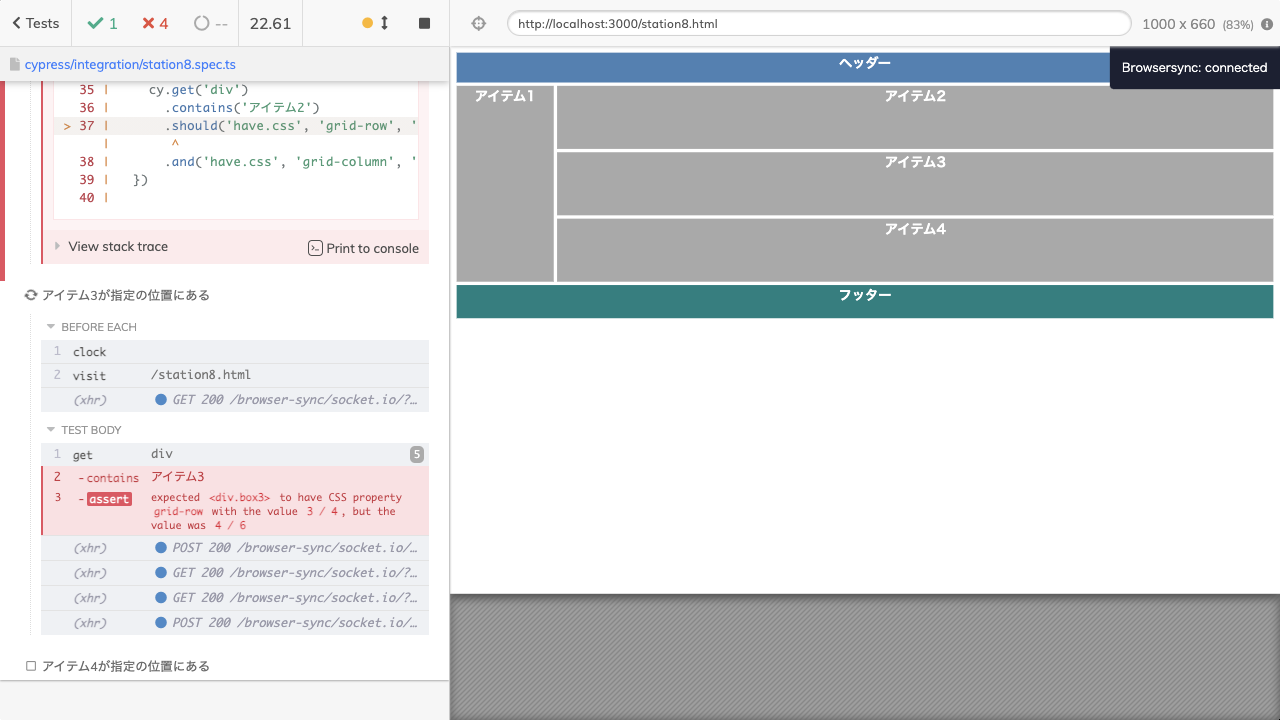 Tests
1
4
--
22.61
http://localhost:3000/station8.html
1000 x 660 (83%)
cypress/integration/station8.spec.ts
Browsersync: connected
35 | cy.get('div')
36 | .contains('アイテム2')
> 37 | .should('have.css', 'grid-row', '
| ^
38 | .and('have.css', 'grid-column', '
39 | })
40 |
View stack trace
Print to console
アイテム3が指定の位置にある
BEFORE EACH
1 clock
2 visit /station8.html
(xhr) GET 200 /browser-sync/socket.io/?…
TEST BODY
1 get div 5
2 -contains アイテム3
3 -assert expected <div.box3> to have CSS property
grid-row with the value 3 / 4, but the
value was 4 / 6
(xhr) POST 200 /browser-sync/socket.io/…
(xhr) GET 200 /browser-sync/socket.io/?…
(xhr) GET 200 /browser-sync/socket.io/?…
(xhr) POST 200 /browser-sync/socket.io/…
アイテム4が指定の位置にある
ヘッダー
アイテム1
アイテム2
アイテム3
アイテム4
フッター